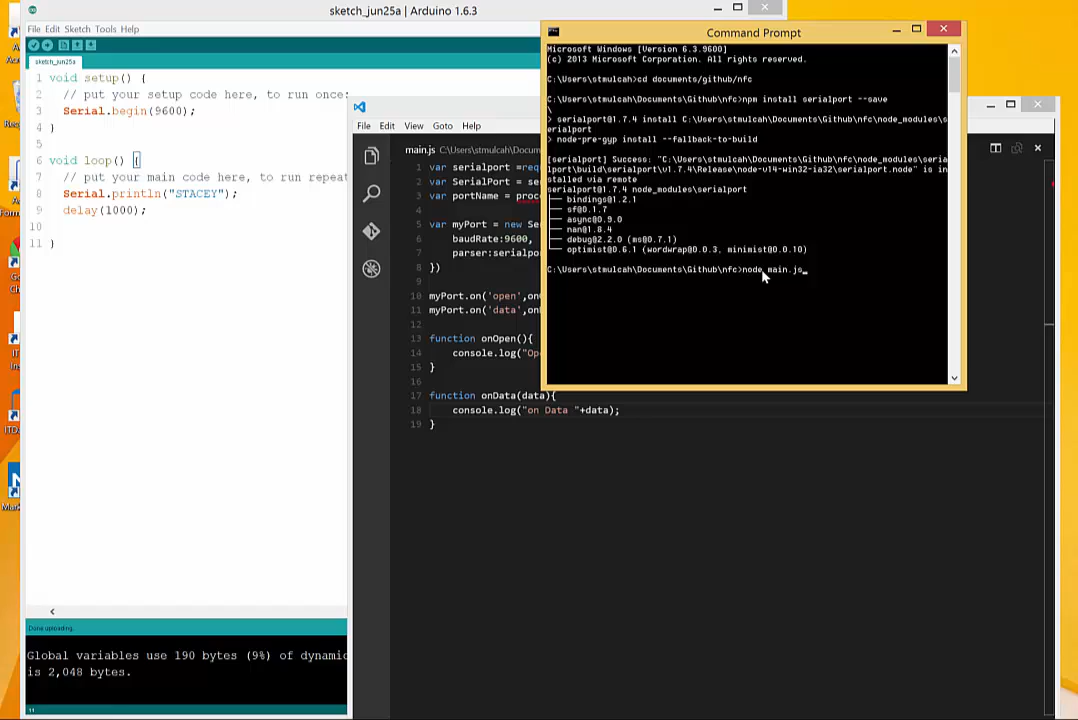 sketch_jun25a | Arduino 1.6.3
File Edit Sketch Tools Help
sketch_jun25a
1 void setup() {
2 // put your setup code here, to run once:
3 Serial.begin(9600);
4 }
5
6 void loop() {
7 // put your main code here, to run repeat
8 Serial.println("STACEY");
9 delay(1000);
10
11 }
Done uploading.
Global variables use 190 bytes (9%) of dynamic
is 2,048 bytes.
11
File Edit View Goto Help
main.js C:\Users\stmulcah\Docum
1 var serialport =req
2 var SerialPort = se
3 var portName = proc
4
5 var myPort = new Se
6 baudRate:9600,
7 parser:serialpo
8 })
9
10 myPort.on('open',on
11 myPort.on('data',on
12
13 function onOpen(){
14 console.log("Op
15 }
16
17 function onData(data){
18 console.log("on Data "+data);
19 }
Command Prompt
Microsoft Windows [Version 6.3.9600]
(c) 2013 Microsoft Corporation. All rights reserved.
C:\Users\stmulcah>cd documents/github/nfc
C:\Users\stmulcah\Documents\Github\nfc>npm install serialport --save
\
> serialport@1.7.4 install C:\Users\stmulcah\Documents\Github\nfc\node_modules\s
erialport
> node-pre-gyp install --fallback-to-build
[serialport] Success: "C:\Users\stmulcah\Documents\Github\nfc\node_modules\seria
lport\build\serialport\v1.7.4\Release\node-v14-win32-ia32\serialport.node" is in
stalled via remote
serialport@1.7.4 node_modules\serialport
├── bindings@1.2.1
├── sf@0.1.7
├── async@0.9.0
├── nan@1.8.4
├── debug@2.2.0 (ms@0.7.1)
└── optimist@0.6.1 (wordwrap@0.0.3, minimist@0.0.10)
C:\Users\stmulcah\Documents\Github\nfc>node main.js_